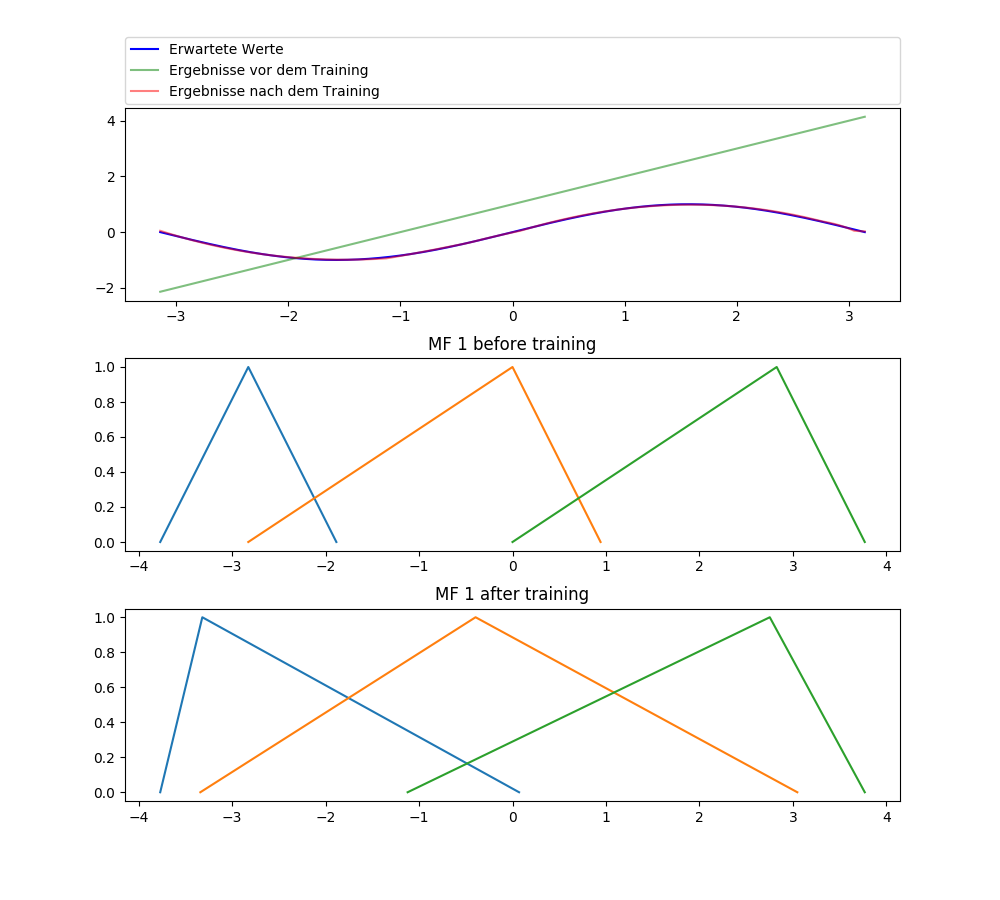 Erwartete Werte
Ergebnisse vor dem Training
Ergebnisse nach dem Training
4
2
0
−2
−3 −2 −1 0 1 2 3
MF 1 before training
1.0
0.8
0.6
0.4
0.2
0.0
−4 −3 −2 −1 0 1 2 3 4
MF 1 after training
1.0
0.8
0.6
0.4
0.2
0.0
−4 −3 −2 −1 0 1 2 3 4